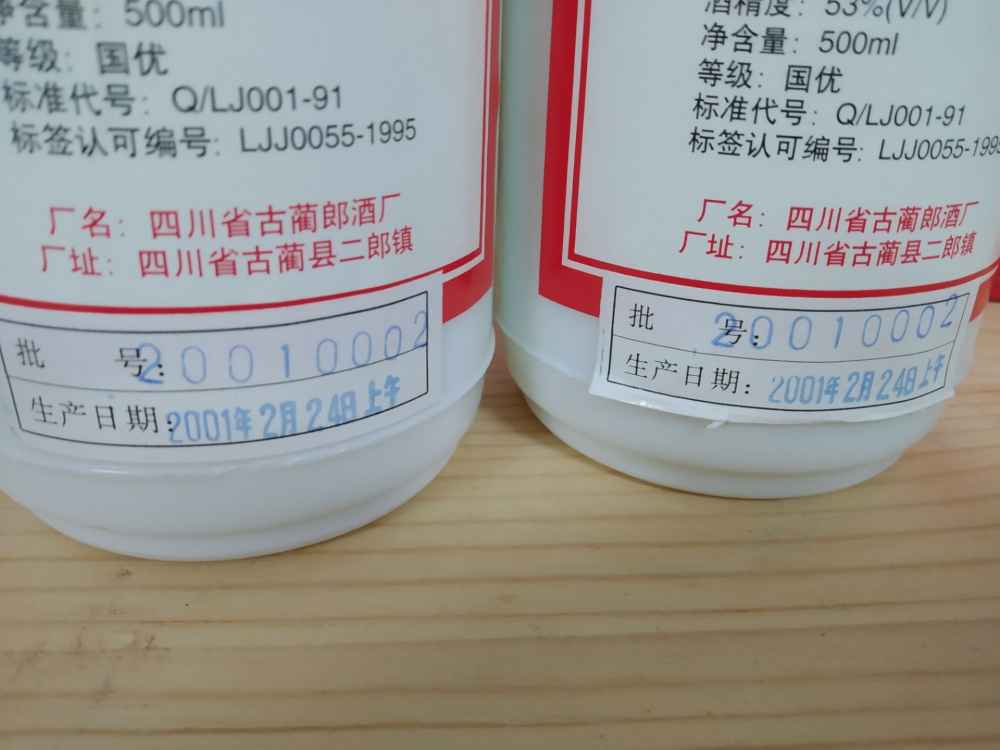 净含量: 500ml
等级: 国优
标准代号: Q/LJ001-91
标签认可编号: LJJ0055-1995
厂名: 四川省古蔺郎酒厂
厂址: 四川省古蔺县二郎镇
批 号: 20010002
生产日期: 2001年2月24日上午
酒精度: 53%(V/V)
净含量: 500ml
等级: 国优
标准代号: Q/LJ001-91
标签认可编号: LJJ0055-1995
厂名: 四川省古蔺郎酒厂
厂址: 四川省古蔺县二郎镇
批 号: 20010002
生产日期: 2001年2月24日上午